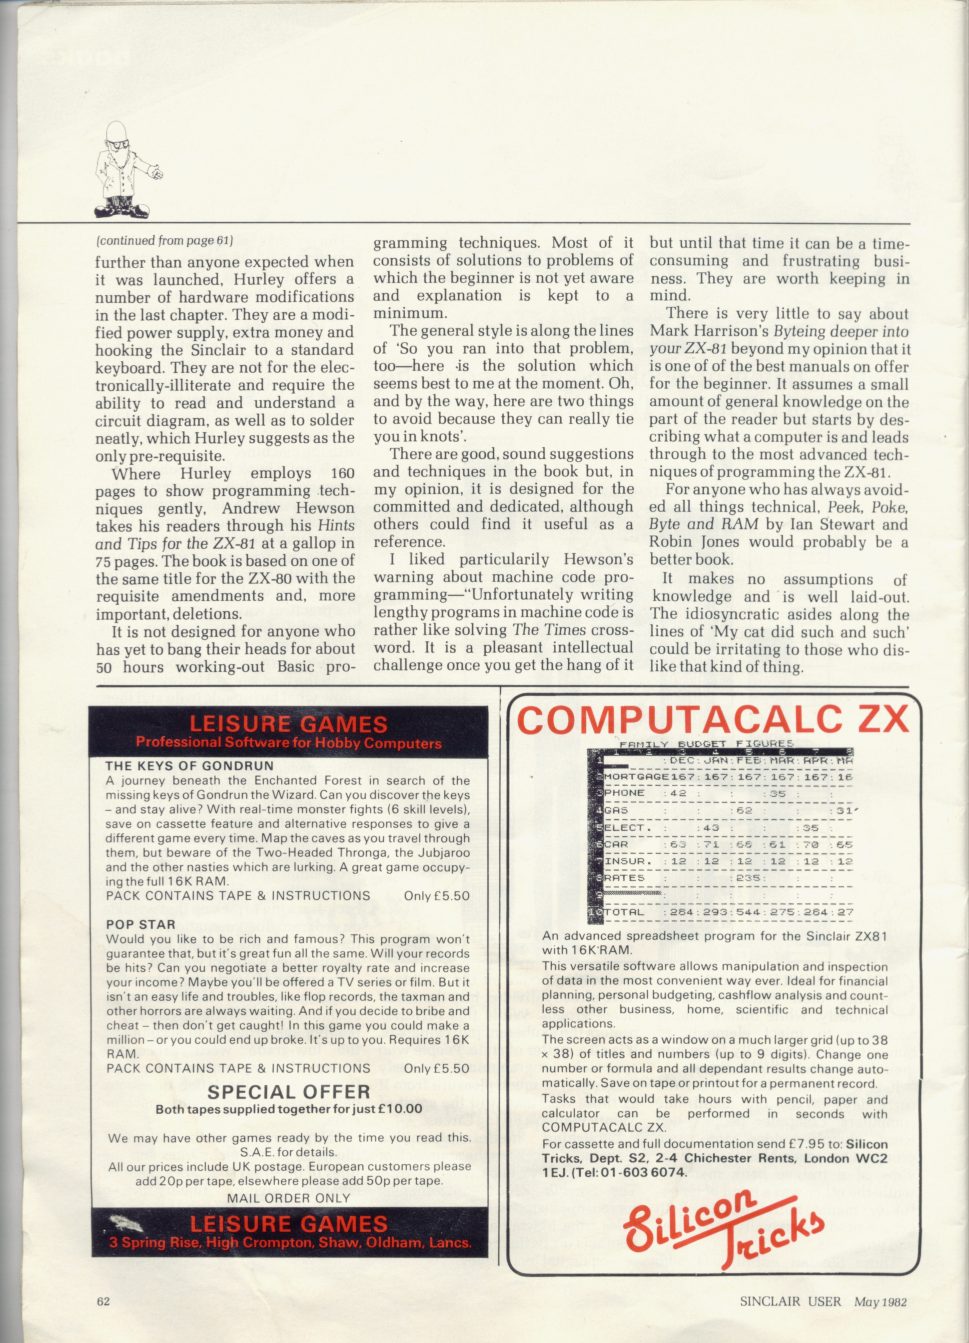 (continued from page 61)
further than anyone expected when
it was launched, Hurley offers a
number of hardware modifications
in the last chapter. They are a modi-
fied power supply, extra money and
hooking the Sinclair to a standard
keyboard. They are not for the elec-
tronically-illiterate and require the
ability to read and understand a
circuit diagram, as well as to solder
neatly, which Hurley suggests as the
only pre-requisite.
Where Hurley employs 160
pages to show programming tech-
niques gently, Andrew Hewson
takes his readers through his Hints
and Tips for the ZX-81 at a gallop in
75 pages. The book is based on one of
the same title for the ZX-80 with the
requisite amendments and, more
important, deletions.
It is not designed for anyone who
has yet to bang their heads for about
50 hours working-out Basic pro-
gramming techniques. Most of it
consists of solutions to problems of
which the beginner is not yet aware
and explanation is kept to a
minimum.
The general style is along the lines
of ‘So you ran into that problem,
too—here is the solution which
seems best to me at the moment. Oh,
and by the way, here are two things
to avoid because they can really tie
you in knots’.
There are good, sound suggestions
and techniques in the book but, in
my opinion, it is designed for the
committed and dedicated, although
others could find it useful as a
reference.
I liked particularily Hewson's
warning about machine code pro-
gramming—“Unfortunately writing
lengthy programs in machine code is
rather like solving The Times cross-
word. It is a pleasant intellectual
challenge once you get the hang of it
but until that time it can be a time-
consuming and frustrating busi-
ness. They are worth keeping in
mind.
There is very little to say about
Mark Harrison's Byteing deeper into
your ZX-81 beyond my opinion that it
is one of of the best manuals on offer
for the beginner. It assumes a small
amount of general knowledge on the
part of the reader but starts by des-
cribing what a computer is and leads
through to the most advanced tech-
niques of programming the ZX-81.
For anyone who has always avoid-
ed all things technical, Peek, Poke,
Byte and RAM by Ian Stewart and
Robin Jones would probably be a
better book.
It makes no assumptions of
knowledge and is well laid-out.
The idiosyncratic asides along the
lines of ‘My cat did such and such’
could be irritating to those who dis-
like that kind of thing.
LEISURE GAMES
Professional Software for Hobby Computers
THE KEYS OF GONDRUN
A journey beneath the Enchanted Forest in search of the
missing keys of Gondrun the Wizard. Can you discover the keys
– and stay alive? With real-time monster fights (6 skill levels),
save on cassette feature and alternative responses to give a
different game every time. Map the caves as you travel through
them, but beware of the Two-Headed Thronga, the Jubjaroo
and the other nasties which are lurking. A great game occupy-
ing the full 16K RAM.
PACK CONTAINS TAPE & INSTRUCTIONS Only £5.50
POP STAR
Would you like to be rich and famous? This program won't
guarantee that, but it's great fun all the same. Will your records
be hits? Can you negotiate a better royalty rate and increase
your income? Maybe you'll be offered a TV series or film. But it
isn't an easy life and troubles, like flop records, the taxman and
other horrors are always waiting. And if you decide to bribe and
cheat – then don't get caught! In this game you could make a
million – or you could end up broke. It's up to you. Requires 16K
RAM.
PACK CONTAINS TAPE & INSTRUCTIONS Only £5.50
SPECIAL OFFER
Both tapes supplied together for just £10.00
We may have other games ready by the time you read this.
S.A.E. for details.
All our prices include UK postage. European customers please
add 20p per tape, elsewhere please add 50p per tape.
MAIL ORDER ONLY
LEISURE GAMES
3 Spring Rise, High Crompton, Shaw, Oldham, Lancs.
COMPUTACALC ZX
FAMILY BUDGET FIGURES
1 2 3 4 5 6 7 8
1 :DEC:JAN:FEB:MAR:APR:MA
2 MORTGAGE167:167:167:167:167:16
3 PHONE :42 : : :35 : :
4 GAS : : :62 : : :31
5 ELECT. : :43 : : :35 :
6 CAR :63 :71 :68 :61 :70 :65
7 INSUR. :12 :12 :12 :12 :12 :12
8 RATES : : :235: : :
9
10 TOTAL :284:293:544:275:284:27
An advanced spreadsheet program for the Sinclair ZX81
with 16K RAM.
This versatile software allows manipulation and inspection
of data in the most convenient way ever. Ideal for financial
planning, personal budgeting, cashflow analysis and count-
less other business, home, scientific and technical
applications.
The screen acts as a window on a much larger grid (up to 38
x 38) of titles and numbers (up to 9 digits). Change one
number or formula and all dependant results change auto-
matically. Save on tape or printout for a permanent record.
Tasks that would take hours with pencil, paper and
calculator can be performed in seconds with
COMPUTACALC ZX.
For cassette and full documentation send £7.95 to: Silicon
Tricks, Dept. S2, 2-4 Chichester Rents, London WC2
1EJ. (Tel: 01-603 6074.
Silicon
Tricks
62
SINCLAIR USER May 1982